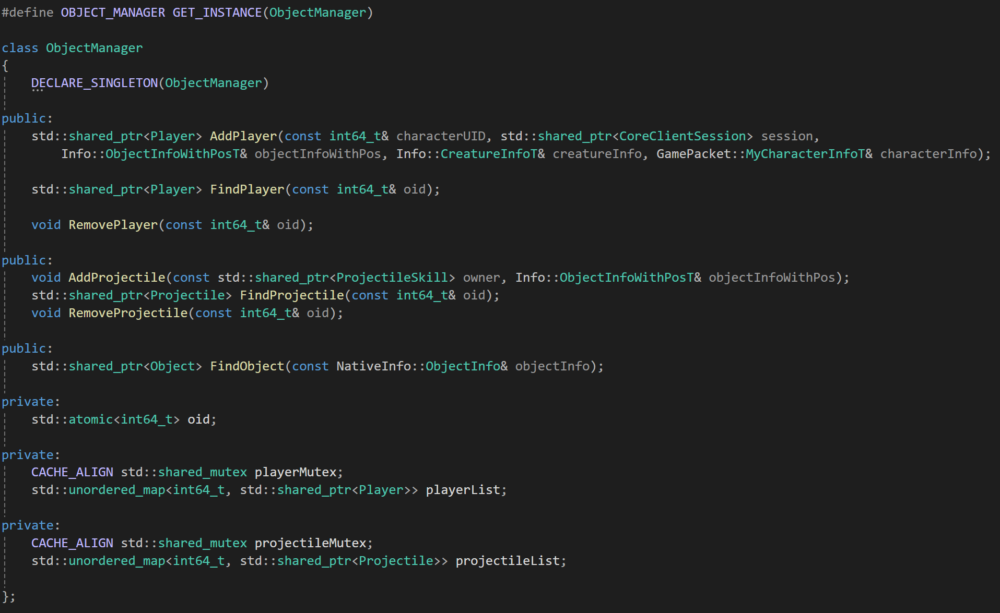 #define OBJECT_MANAGER GET_INSTANCE(ObjectManager)
class ObjectManager
{
DECLARE_SINGLETON(ObjectManager)
public:
std::shared_ptr<Player> AddPlayer(const int64_t& characterUID, std::shared_ptr<CoreClientSession> session,
Info::ObjectInfoWithPosT& objectInfoWithPos, Info::CreatureInfoT& creatureInfo, GamePacket::MyCharacterInfoT& characterInfo);
std::shared_ptr<Player> FindPlayer(const int64_t& oid);
void RemovePlayer(const int64_t& oid);
public:
void AddProjectile(const std::shared_ptr<ProjectileSkill> owner, Info::ObjectInfoWithPosT& objectInfoWithPos);
std::shared_ptr<Projectile> FindProjectile(const int64_t& oid);
void RemoveProjectile(const int64_t& oid);
public:
std::shared_ptr<Object> FindObject(const NativeInfo::ObjectInfo& objectInfo);
private:
std::atomic<int64_t> oid;
private:
CACHE_ALIGN std::shared_mutex playerMutex;
std::unordered_map<int64_t, std::shared_ptr<Player>> playerList;
private:
CACHE_ALIGN std::shared_mutex projectileMutex;
std::unordered_map<int64_t, std::shared_ptr<Projectile>> projectileList;
};